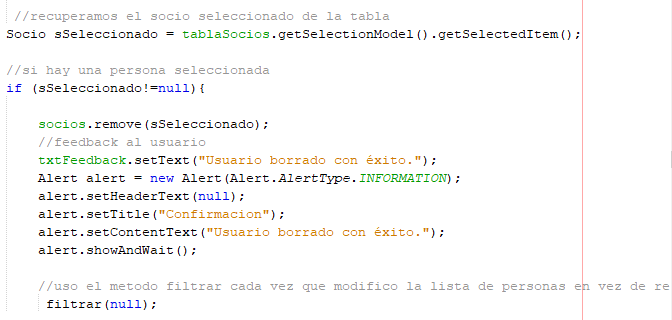 //recuperamos el socio seleccionado de la tabla
Socio sSeleccionado = tablaSocios.getSelectionModel().getSelectedItem();
//si hay una persona seleccionada
if (sSeleccionado!=null){
socios.remove(sSeleccionado);
//feedback al usuario
txtFeedback.setText("Usuario borrado con éxito.");
Alert alert = new Alert(Alert.AlertType.INFORMATION);
alert.setHeaderText(null);
alert.setTitle("Confirmacion");
alert.setContentText("Usuario borrado con éxito.");
alert.showAndWait();
//uso el metodo filtrar cada vez que modifico la lista de personas en vez de re
filtrar(null);